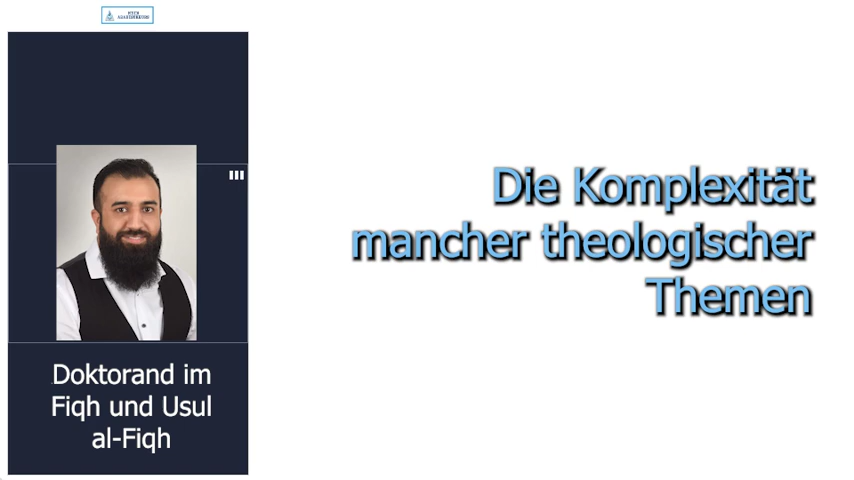 Die Komplexität
mancher theologischer
Themen
Doktorand im
Fiqh und Usul
al-Fiqh